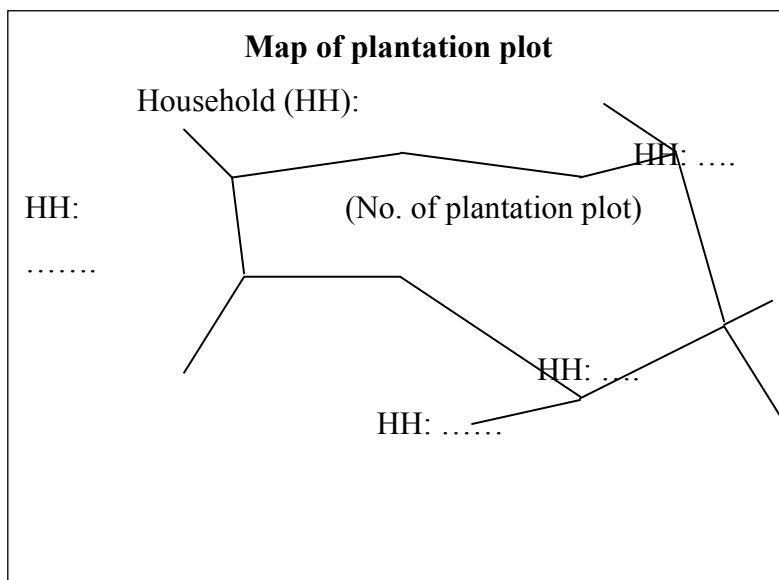 Map of plantation plot
Household (HH):
HH: ….
HH:
(No. of plantation plot)
…….
HH: ….
HH: ……